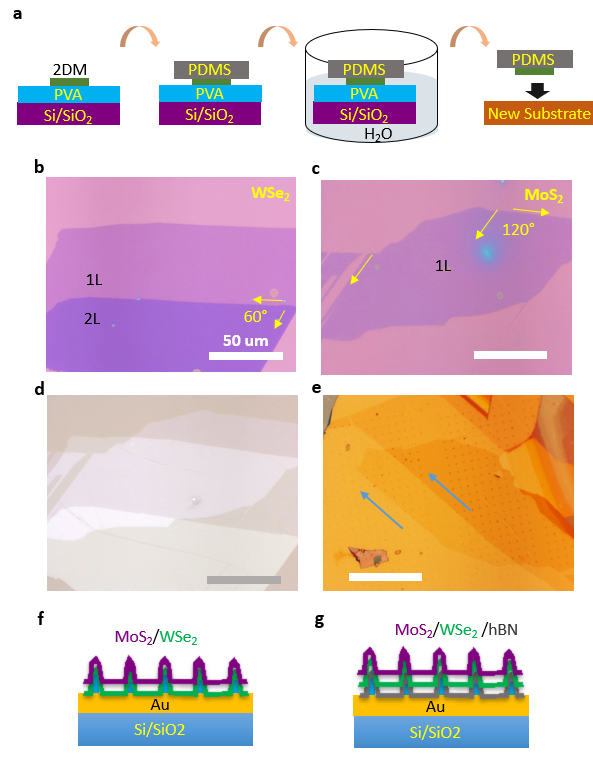 a
2DM
PVA
Si/SiO₂
PDMS
PVA
Si/SiO₂
PDMS
PVA
Si/SiO₂
H₂O
PDMS
New Substrate
b
WSe₂
1L
2L
60°
50 um
c
MoS₂
120°
1L
d
e
f
MoS₂/WSe₂
Au
Si/SiO2
g
MoS₂/WSe₂ /hBN
Au
Si/SiO2